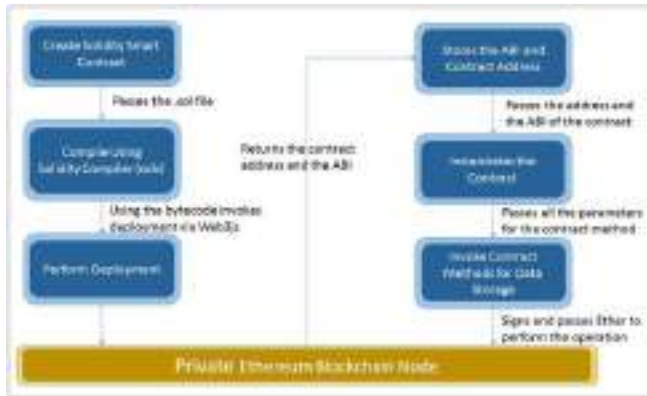 Create Solidity Smart
Contract
Passes the .sol file
Compile Using
Solidity Compiler (solc)
Using the bytecode invokes
deployment via Web3js
Perform Deployment
Returns the contract
address and the ABI
Stores the ABI and
Contract Address
Passes the address and
the ABI of the contract
Instantiates the
Contract
Passes all the parameters
for the contract method
Invoke Contract
Methods for Data
Storage
Signs and passes Ether to
perform the operation
Private Ethereum Blockchain Node